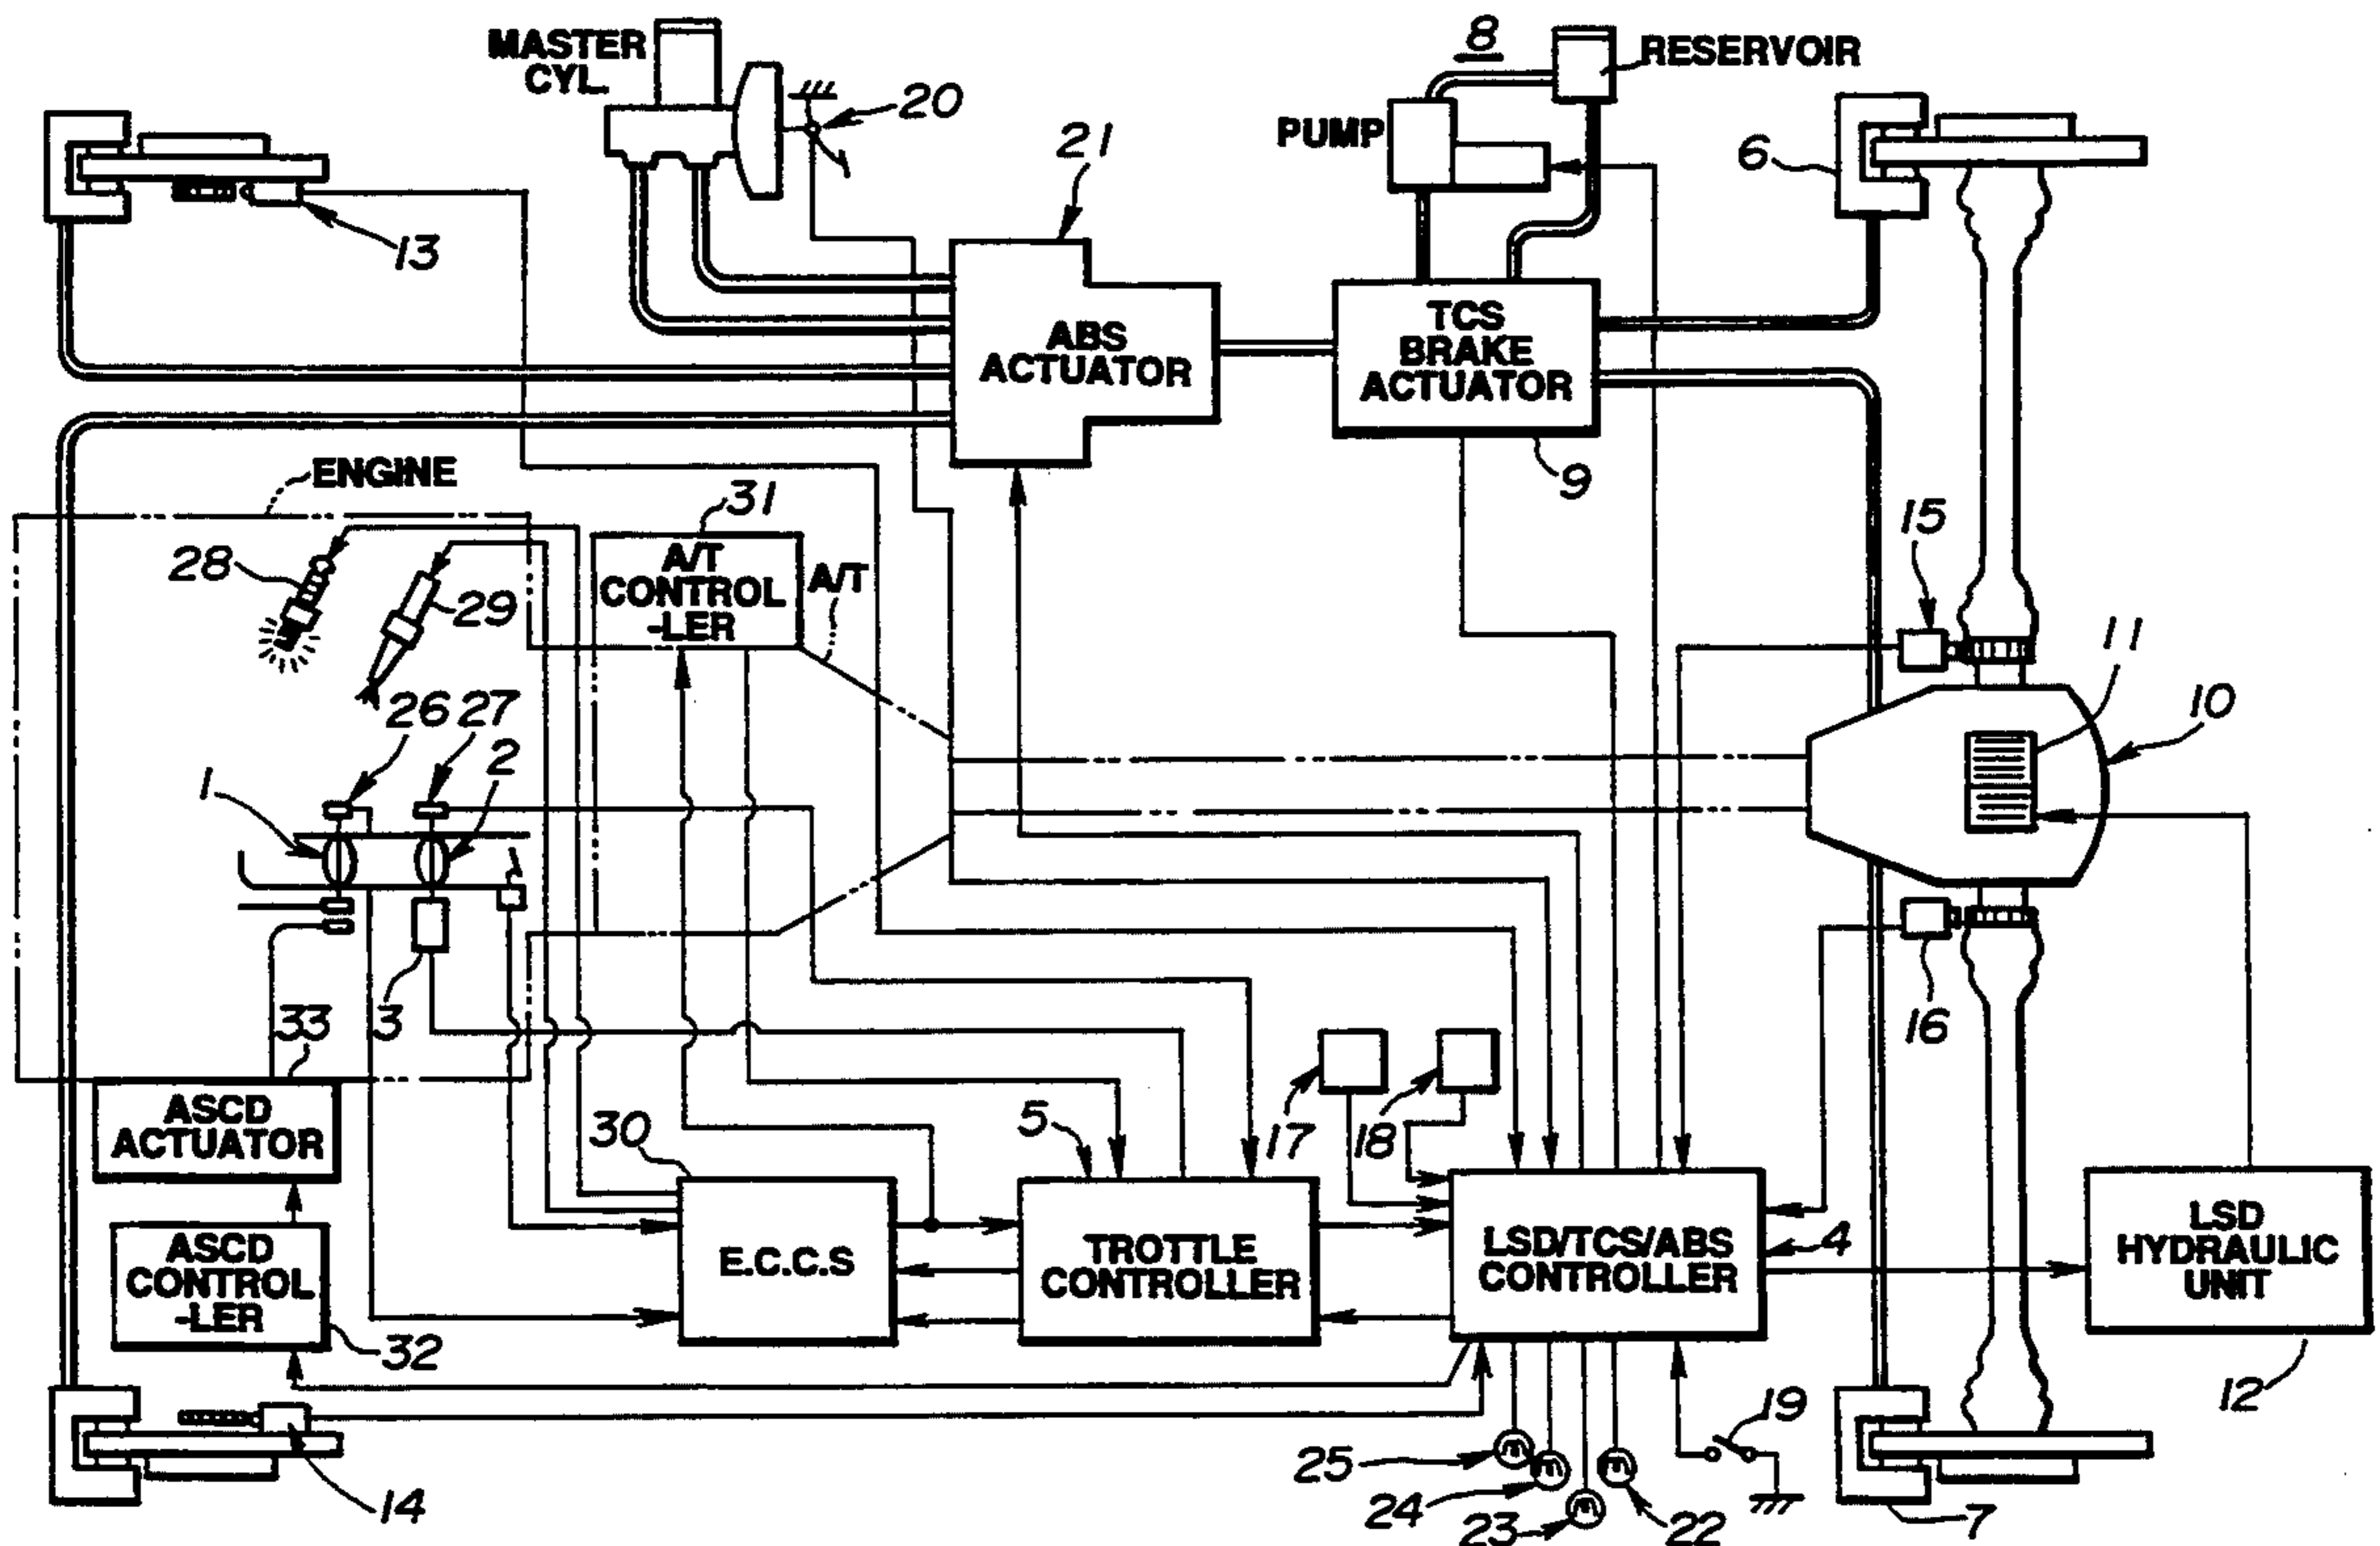 MASTER
CYL.
8
RESERVOIR
PUMP
20
21
6
13
ABS
ACTUATOR
TCS
BRAKE
ACTUATOR
9
ENGINE
31
A/T
CONTROL
-LER
A/T
28
29
15
11
10
26
27
1
2
3
33
16
ASCD
ACTUATOR
30
5
17
18
E.C.C.S
TROTTLE
CONTROLLER
LSD/TCS/ABS
CONTROLLER
4
LSD
HYDRAULIC
UNIT
ASCD
CONTROL
-LER
32
12
19
14
25
24
23
22
7